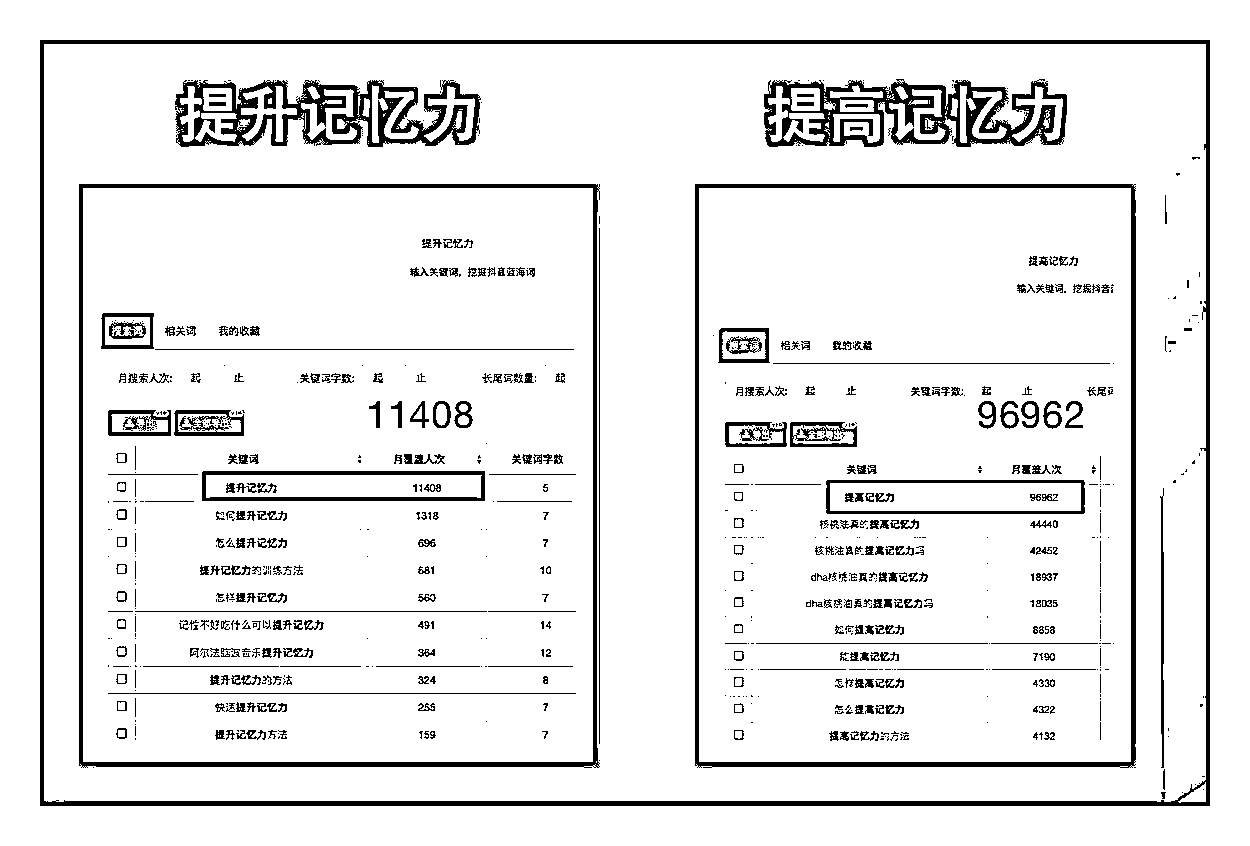 提升记忆力
提升记忆力
输入关键词，挖掘抖音蓝海词
搜索词 相关词 我的收藏
月搜索人次: 起 止 关键词字数: 起 止 长尾词数量: 起
11408
关键词 月覆盖人次 关键词字数
提升记忆力 11408 5
如何提升记忆力 1318 7
怎么提升记忆力 696 7
提升记忆力的训练方法 681 10
怎样提升记忆力 560 7
记性不好吃什么可以提升记忆力 491 14
阿尔法脑波音乐提升记忆力 364 12
提升记忆力的方法 324 8
快速提升记忆力 255 7
提升记忆力方法 159 7
提高记忆力
提高记忆力
输入关键词，挖掘抖音
搜索词 相关词 我的收藏
月搜索人次: 起 止 关键词字数: 起 止 长尾
96962
关键词 月覆盖人次
提高记忆力 96962
核桃油真的提高记忆力 44440
核桃油真的提高记忆力吗 42452
dha核桃油真的提高记忆力 18937
dha核桃油真的提高记忆力吗 18035
如何提高记忆力 8858
能提高记忆力 7190
怎样提高记忆力 4330
怎么提高记忆力 4322
提高记忆力的方法 4132